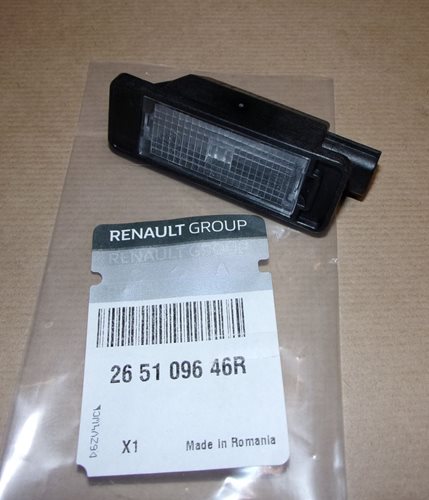 RENAULT GROUP
RENAULT GROUP
26 51 096 46R
X1
Made in Romania